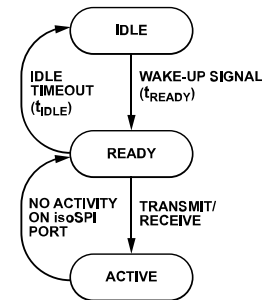 IDLE
IDLE
TIMEOUT
(tIDLE)
WAKE-UP SIGNAL
(tREADY)
READY
NO ACTIVITY
ON isoSPI
PORT
TRANSMIT/
RECEIVE
ACTIVE